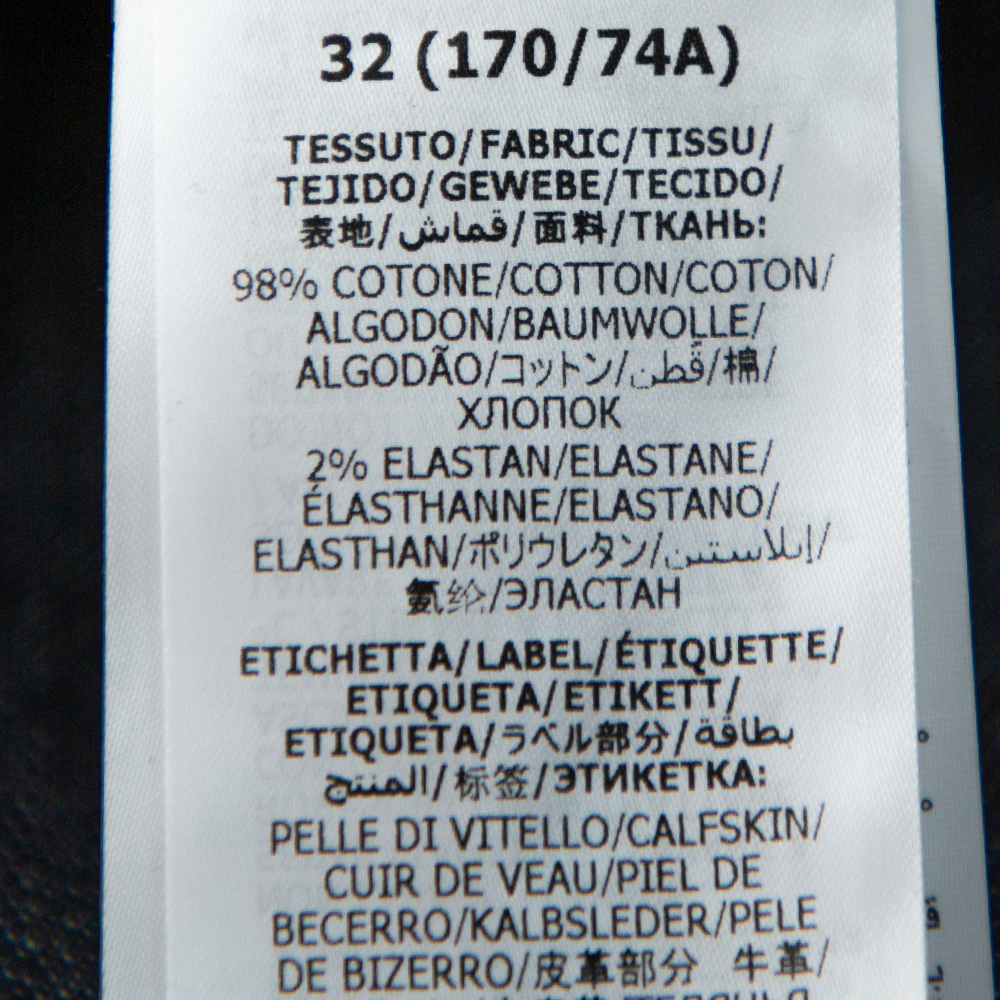 32 (170/74A)
TESSUTO/FABRIC/TISSU/
TEJIDO/GEWEBE/TECIDO/
表地/قماش/面料/ТКАНЬ:
98% COTONE/COTTON/COTON/
ALGODON/BAUMWOLLE/
ALGODÃO/コットン/قُطن/棉/
ХЛОПОК
2% ELASTAN/ELASTANE/
ÉLASTHANNE/ELASTANO/
ELASTHAN/ポリウレタン/إيلاستين/
氨纶/ЭЛАСТАН
ETICHETTA/LABEL/ÉTIQUETTE/
ETIQUETA/ETIKETT/
ETIQUETA/ラベル部分/بطاقة
المنتج/标签/ЭТИКЕТКА:
PELLE DI VITELLO/CALFSKIN/
CUIR DE VEAU/PIEL DE
BECERRO/KALBSLEDER/PELE
DE BIZERRO/皮革部分 牛革/